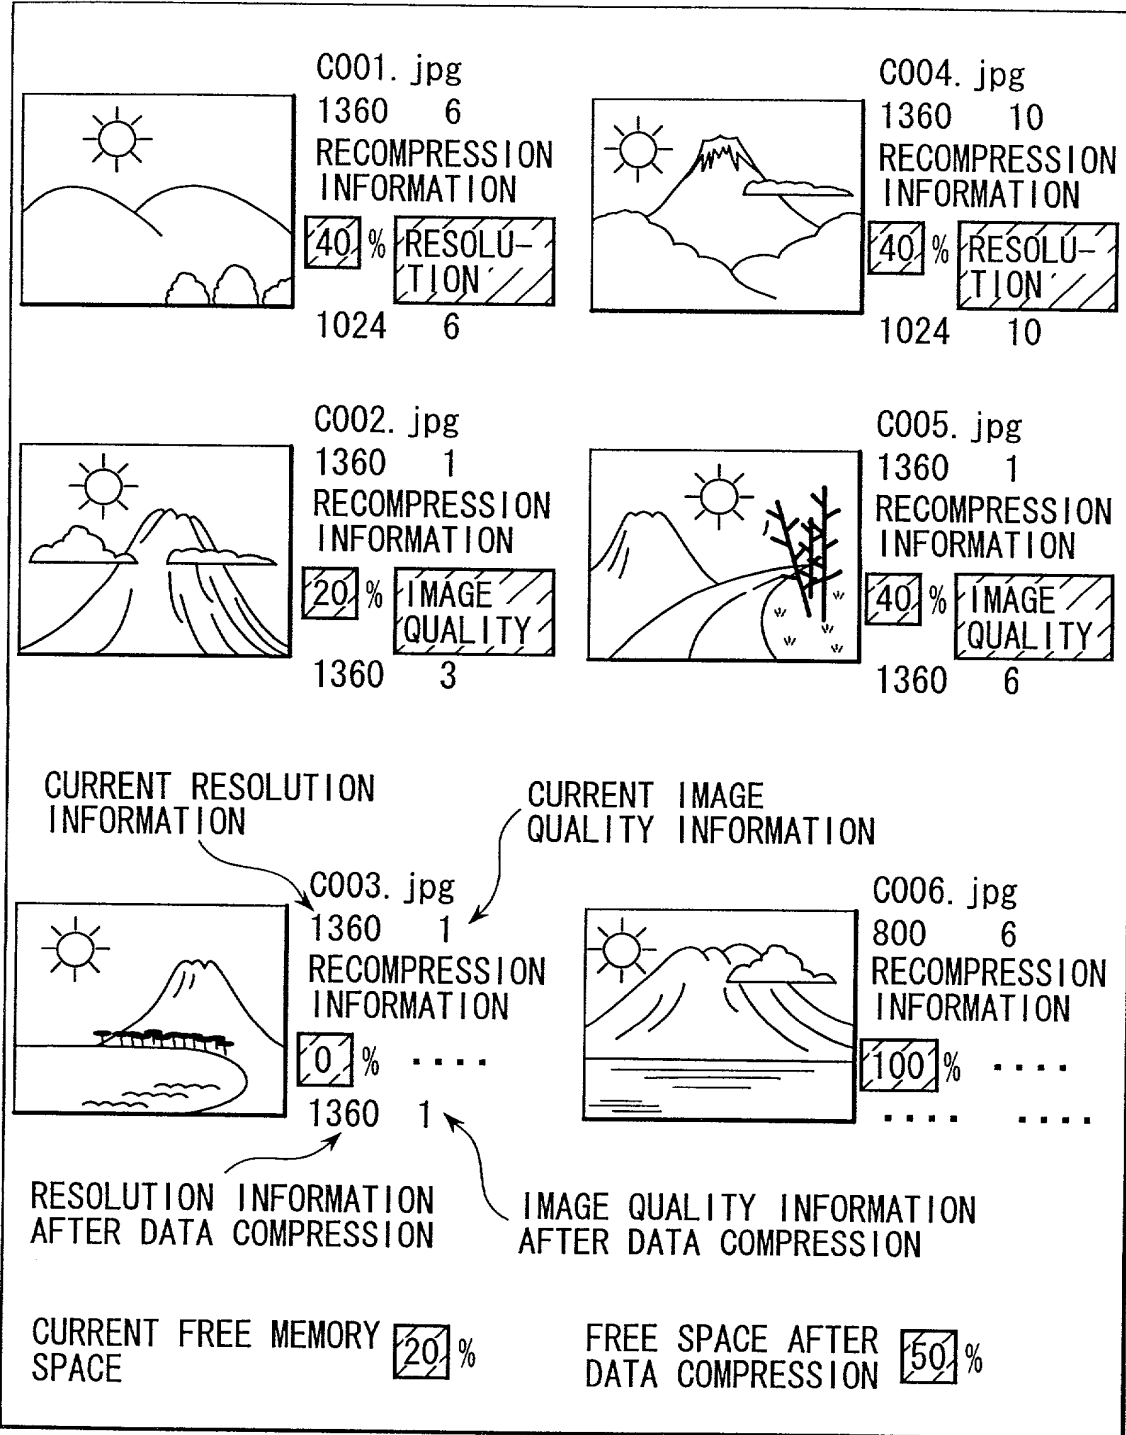 C001.jpg
1360 6
RECOMPRESSION
INFORMATION
40 % RESOLU-
TION
1024 6
C004.jpg
1360 10
RECOMPRESSION
INFORMATION
40 % RESOLU-
TION
1024 10
C002.jpg
1360 1
RECOMPRESSION
INFORMATION
20 % IMAGE
QUALITY
1360 3
C005.jpg
1360 1
RECOMPRESSION
INFORMATION
40 % IMAGE
QUALITY
1360 6
CURRENT RESOLUTION
INFORMATION
CURRENT IMAGE
QUALITY INFORMATION
C003.jpg
1360 1
RECOMPRESSION
INFORMATION
0 % ····
1360 1
C006.jpg
800 6
RECOMPRESSION
INFORMATION
100 % ····
···· ····
RESOLUTION INFORMATION
AFTER DATA COMPRESSION
IMAGE QUALITY INFORMATION
AFTER DATA COMPRESSION
CURRENT FREE MEMORY
SPACE
20 %
FREE SPACE AFTER
DATA COMPRESSION
50 %